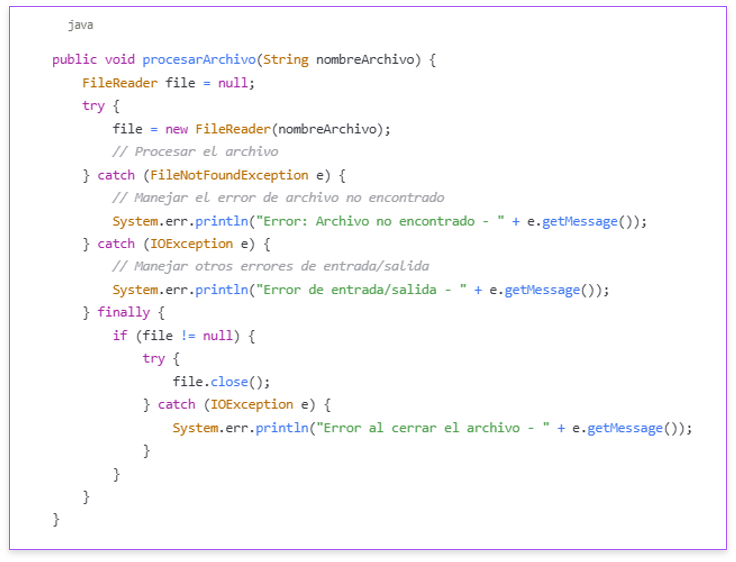 java
public void procesarArchivo(String nombreArchivo) {
    FileReader file = null;
    try {
        file = new FileReader(nombreArchivo);
        // Procesar el archivo
    } catch (FileNotFoundException e) {
        // Manejar el error de archivo no encontrado
        System.err.println("Error: Archivo no encontrado - " + e.getMessage());
    } catch (IOException e) {
        // Manejar otros errores de entrada/salida
        System.err.println("Error de entrada/salida - " + e.getMessage());
    } finally {
        if (file != null) {
            try {
                file.close();
            } catch (IOException e) {
                System.err.println("Error al cerrar el archivo - " + e.getMessage());
            }
        }
    }
}